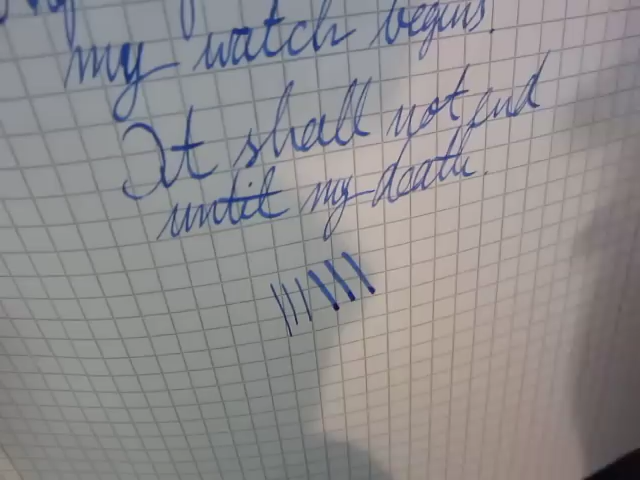 my watch begins.
It shall not end
until my death.